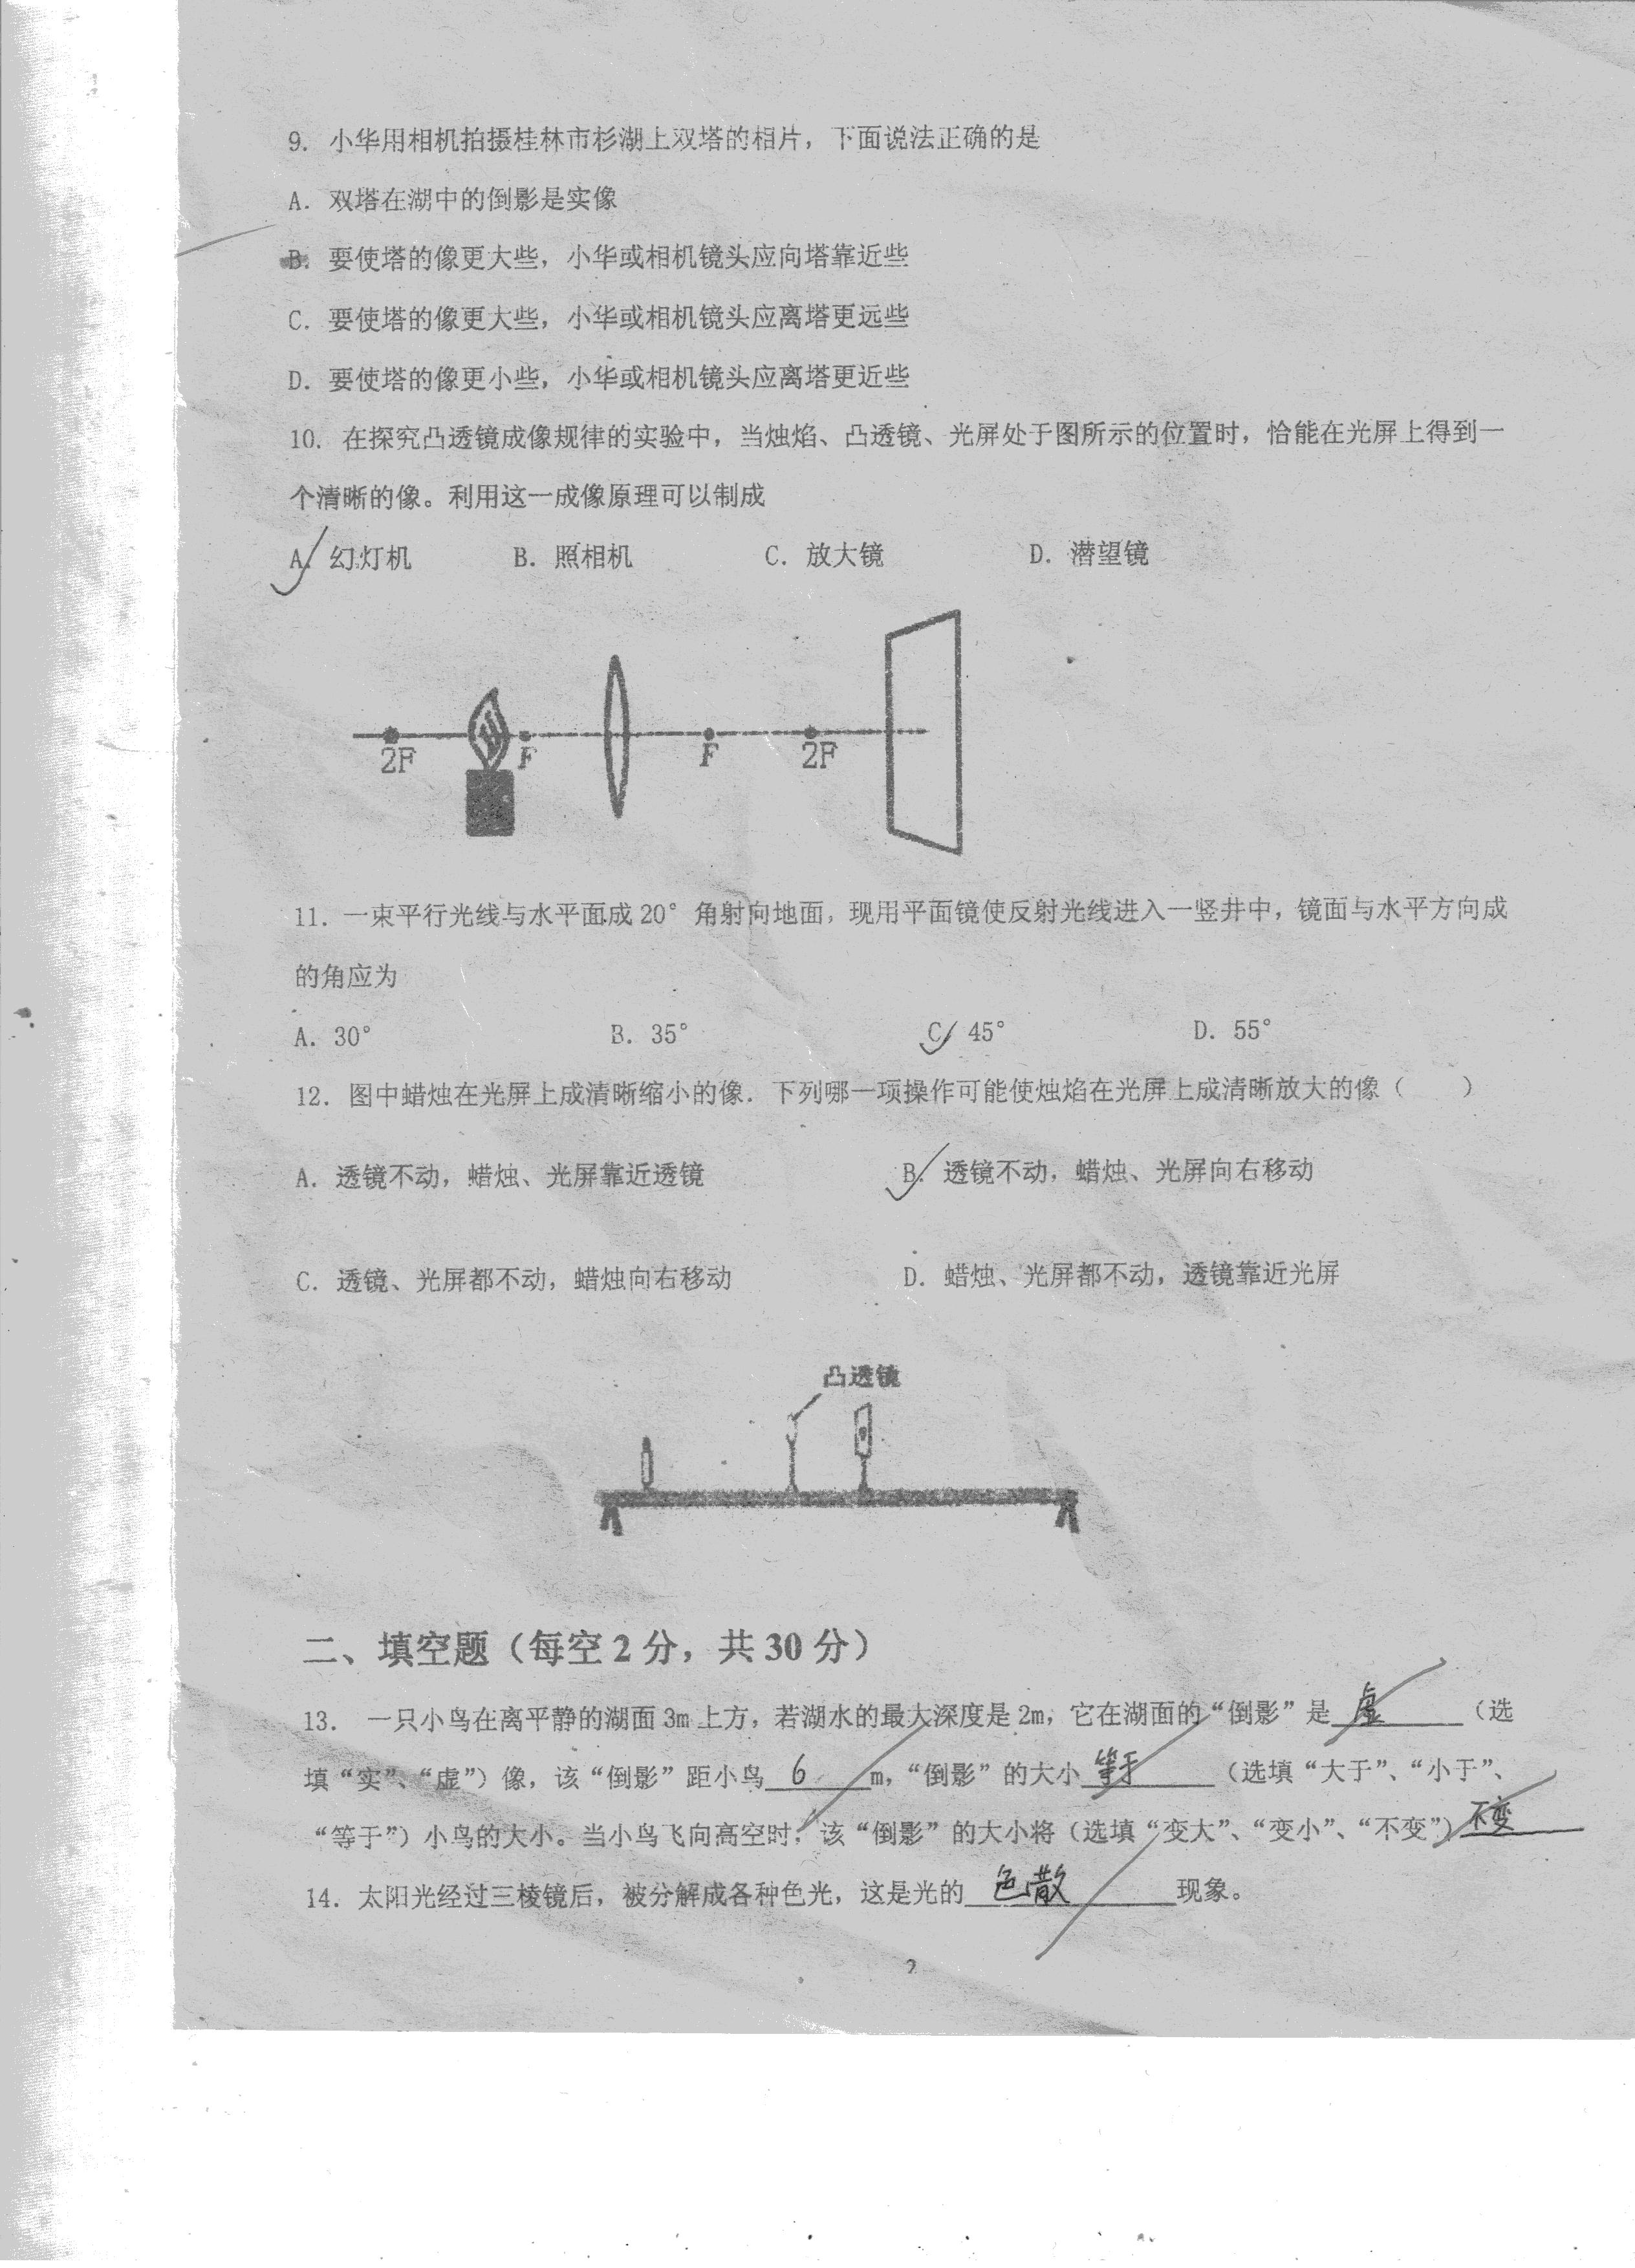 9. 小华用相机拍摄桂林市杉湖上双塔的相片，下面说法正确的是
A. 双塔在湖中的倒影是实像
B. 要使塔的像更大些，小华或相机镜头应向塔靠近些
C. 要使塔的像更大些，小华或相机镜头应离塔更远些
D. 要使塔的像更小些，小华或相机镜头应离塔更近些
10. 在探究凸透镜成像规律的实验中，当烛焰、凸透镜、光屏处于图所示的位置时，恰能在光屏上得到一
个清晰的像。利用这一成像原理可以制成
A. 幻灯机 B. 照相机 C. 放大镜 D. 潜望镜
2F F F 2F
11. 一束平行光线与水平面成20°角射向地面，现用平面镜使反射光线进入一竖井中，镜面与水平方向成
的角应为
A. 30° B. 35° C. 45° D. 55°
12. 图中蜡烛在光屏上成清晰缩小的像．下列哪一项操作可能使烛焰在光屏上成清晰放大的像（ ）
A. 透镜不动，蜡烛、光屏靠近透镜 B. 透镜不动，蜡烛、光屏向右移动
C. 透镜、光屏都不动，蜡烛向右移动 D. 蜡烛、光屏都不动，透镜靠近光屏
凸透镜
二、填空题（每空2分，共30分）
13. 一只小鸟在离平静的湖面3m上方，若湖水的最大深度是2m，它在湖面的“倒影”是 虚 （选
填“实”、“虚”）像，该“倒影”距小鸟 6 m，“倒影”的大小 等于 （选填“大于”、“小于”、
“等于”）小鸟的大小。当小鸟飞向高空时，该“倒影”的大小将（选填“变大”、“变小”、“不变”） 不变
14. 太阳光经过三棱镜后，被分解成各种色光，这是光的 色散 现象。
2